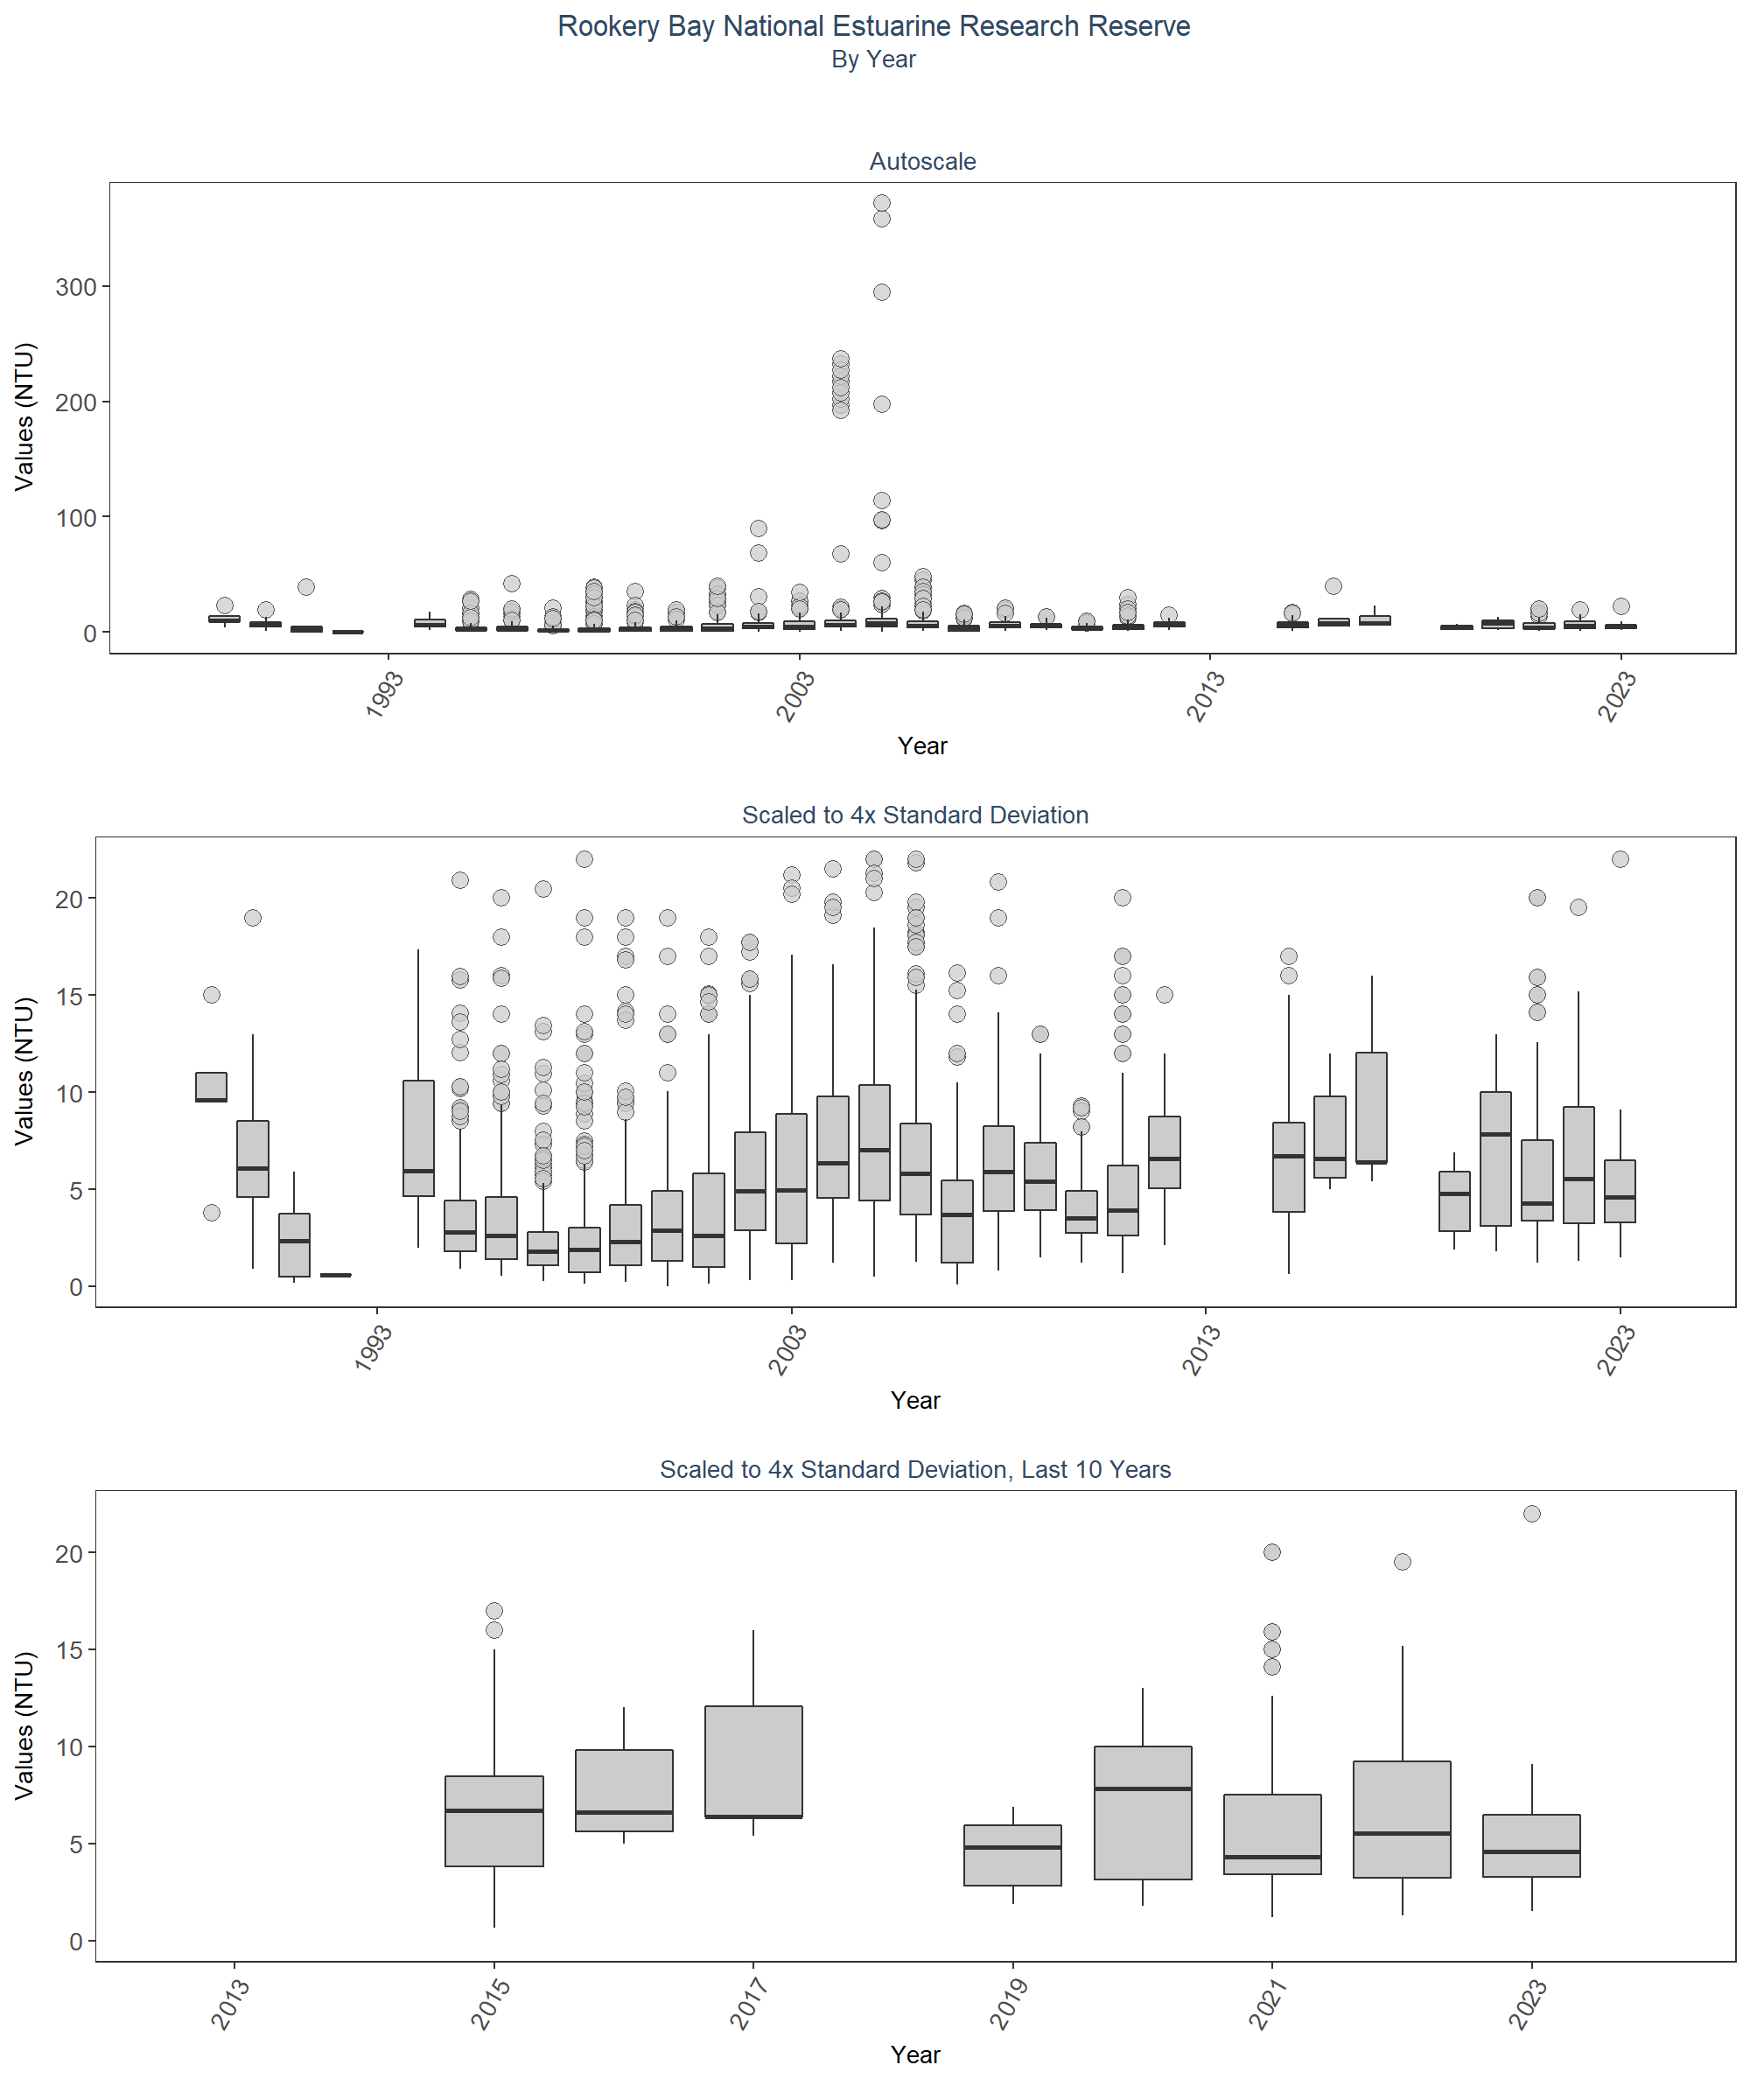 Rookery Bay National Estuarine Research Reserve
By Year
Autoscale
Values (NTU)
300
200
100
0
1993
2003
2013
2023
Year
Scaled to 4x Standard Deviation
Values (NTU)
20
15
10
5
0
1993
2003
2013
2023
Year
Scaled to 4x Standard Deviation, Last 10 Years
Values (NTU)
20
15
10
5
0
2013
2015
2017
2019
2021
2023
Year